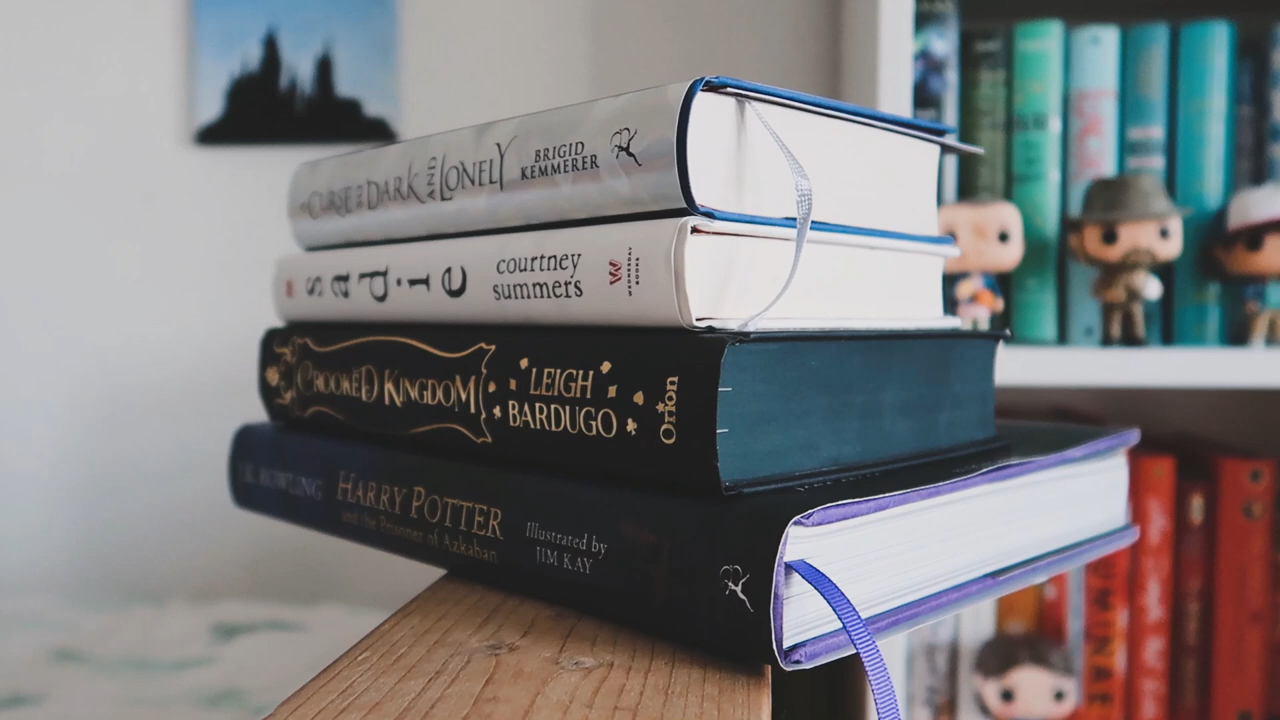 A CURSE SO DARK AND LONELY
BRIGID
KEMMERER
sadie
courtney
summers
WEDNESDAY
BOOKS
CROOKED KINGDOM
LEIGH
BARDUGO
Orion
J.K. ROWLING
HARRY POTTER
and the Prisoner of Azkaban
Illustrated by
JIM KAY